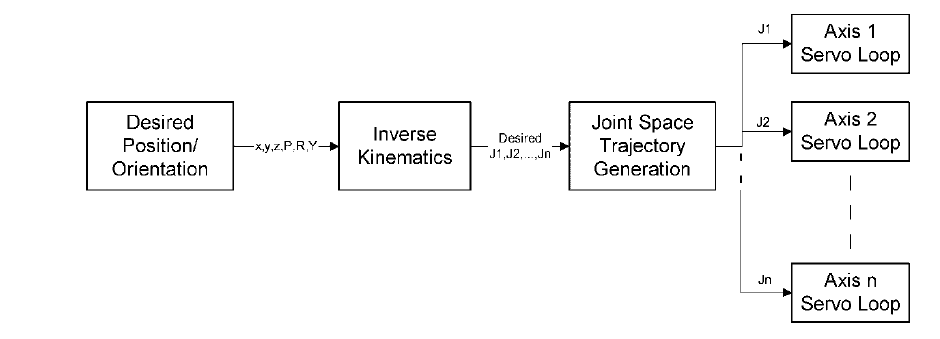 Desired
Position/
Orientation
x,y,z,P,R,Y
Inverse
Kinematics
Desired
J1,J2,...,Jn
Joint Space
Trajectory
Generation
J1
Axis 1
Servo Loop
J2
Axis 2
Servo Loop
Jn
Axis n
Servo Loop